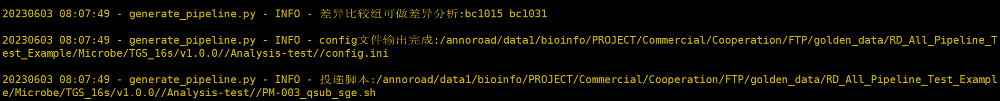 20230603 08:07:49 - generate_pipeline.py - INFO - 差异比较组可做差异分析:bc1015 bc1031
20230603 08:07:49 - generate_pipeline.py - INFO - config文件输出完成:/annoroad/data1/bioinfo/PROJECT/Commercial/Cooperation/FTP/golden_data/RD_All_Pipeline_T
est_Example/Microbe/TGS_16s/v1.0.0//Analysis-test//config.ini
20230603 08:07:49 - generate_pipeline.py - INFO - 投递脚本:/annoroad/data1/bioinfo/PROJECT/Commercial/Cooperation/FTP/golden_data/RD_All_Pipeline_Test_Exampl
e/Microbe/TGS_16s/v1.0.0//Analysis-test//PM-003_qsub_sge.sh